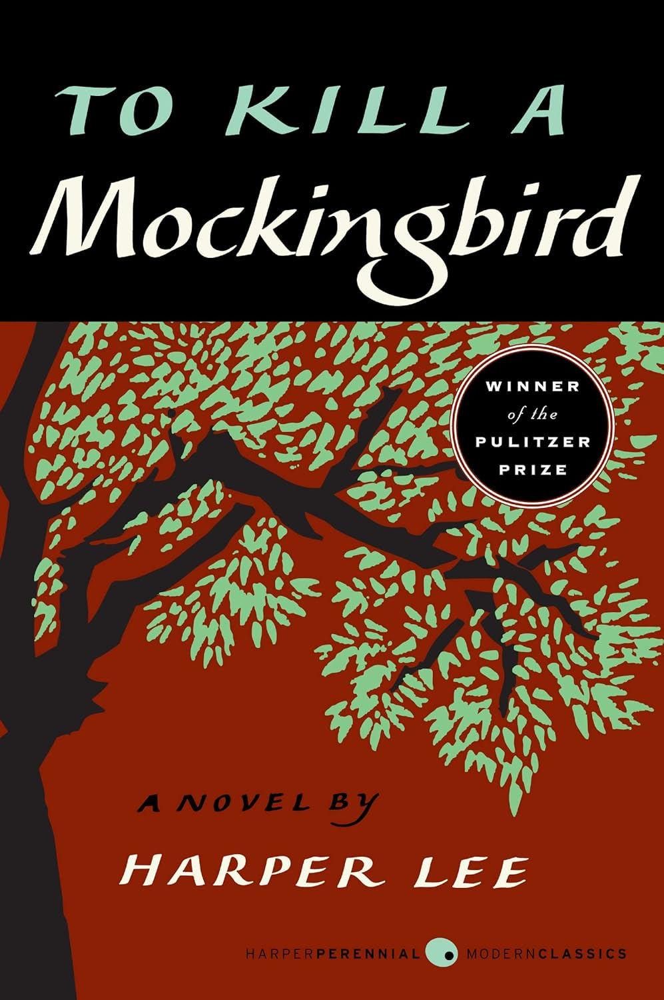 TO KILL A
Mockingbird
WINNER
of the
PULITZER
PRIZE
A NOVEL BY
HARPER LEE
HARPERPERENNIAL MODERNCLASSICS